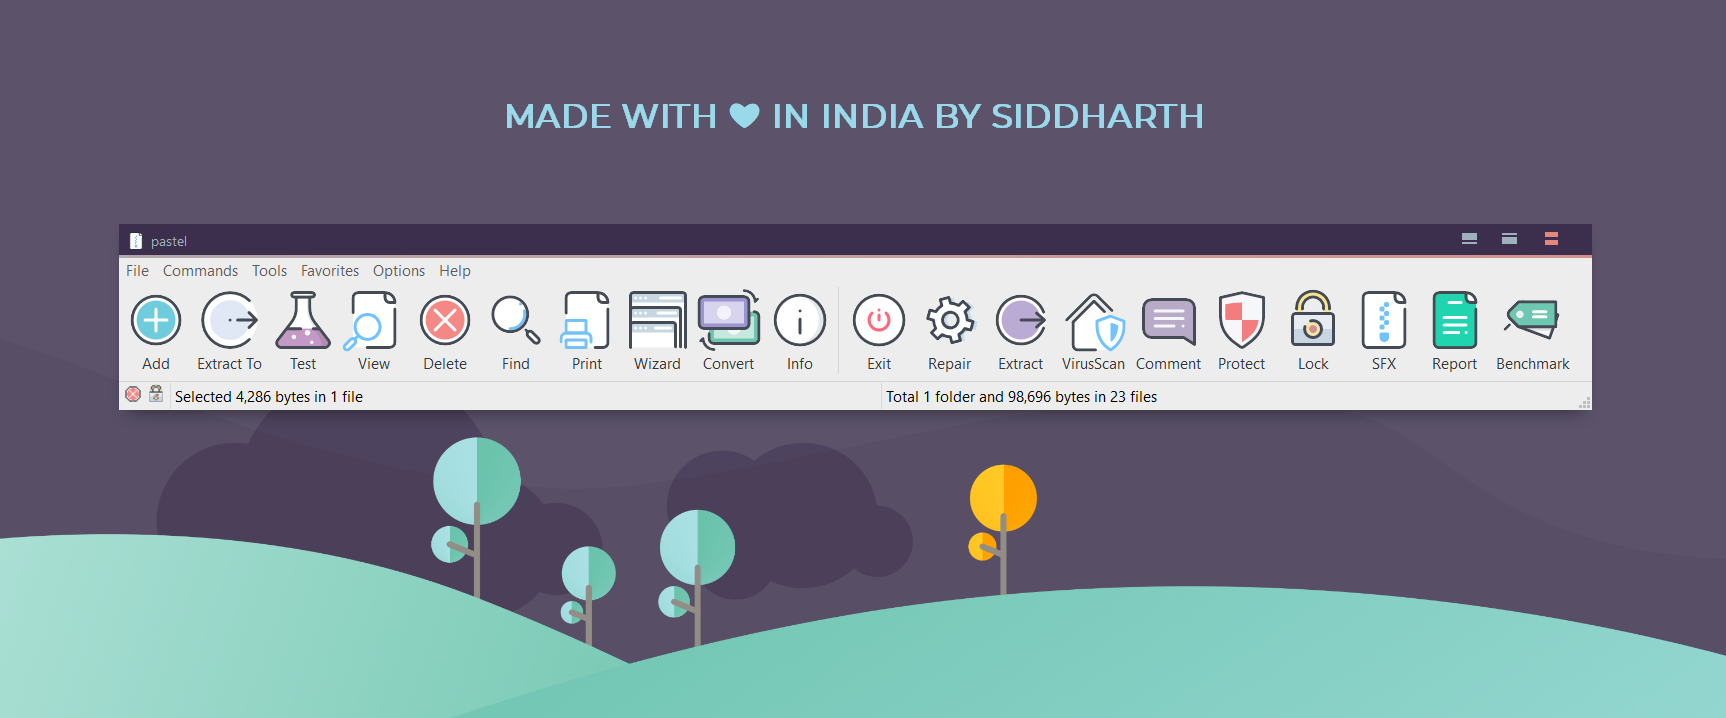 MADE WITH ♥ IN INDIA BY SIDDHARTH
pastel
File Commands Tools Favorites Options Help
Add Extract To Test View Delete Find Print Wizard Convert Info Exit Repair Extract VirusScan Comment Protect Lock SFX Report Benchmark
Selected 4,286 bytes in 1 file Total 1 folder and 98,696 bytes in 23 files